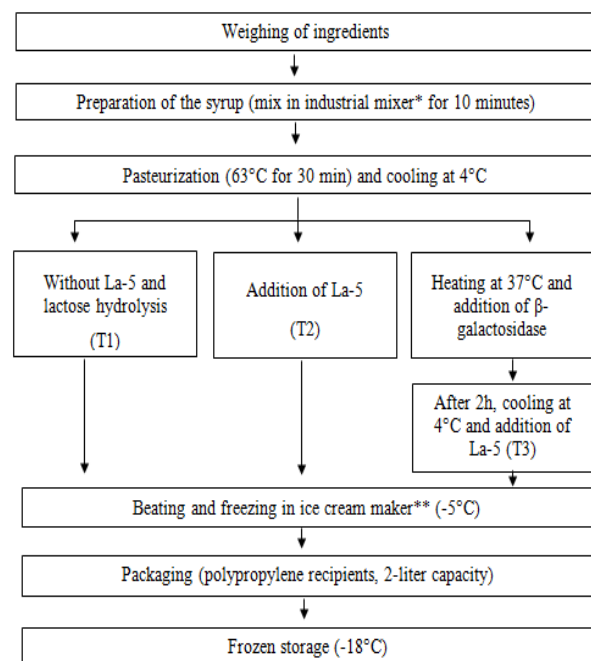 Weighing of ingredients
Preparation of the syrup (mix in industrial mixer* for 10 minutes)
Pasteurization (63°C for 30 min) and cooling at 4°C
Without La-5 and
lactose hydrolysis
(T1)
Addition of La-5
(T2)
Heating at 37°C and
addition of β-
galactosidase
After 2h, cooling at
4°C and addition of
La-5 (T3)
Beating and freezing in ice cream maker** (-5°C)
Packaging (polypropylene recipients, 2-liter capacity)
Frozen storage (-18°C)